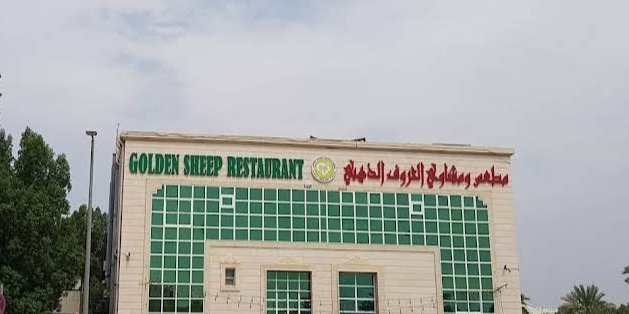 GOLDEN SHEEP RESTAURANT
مطعم ومشاوي الخروف الذهبي